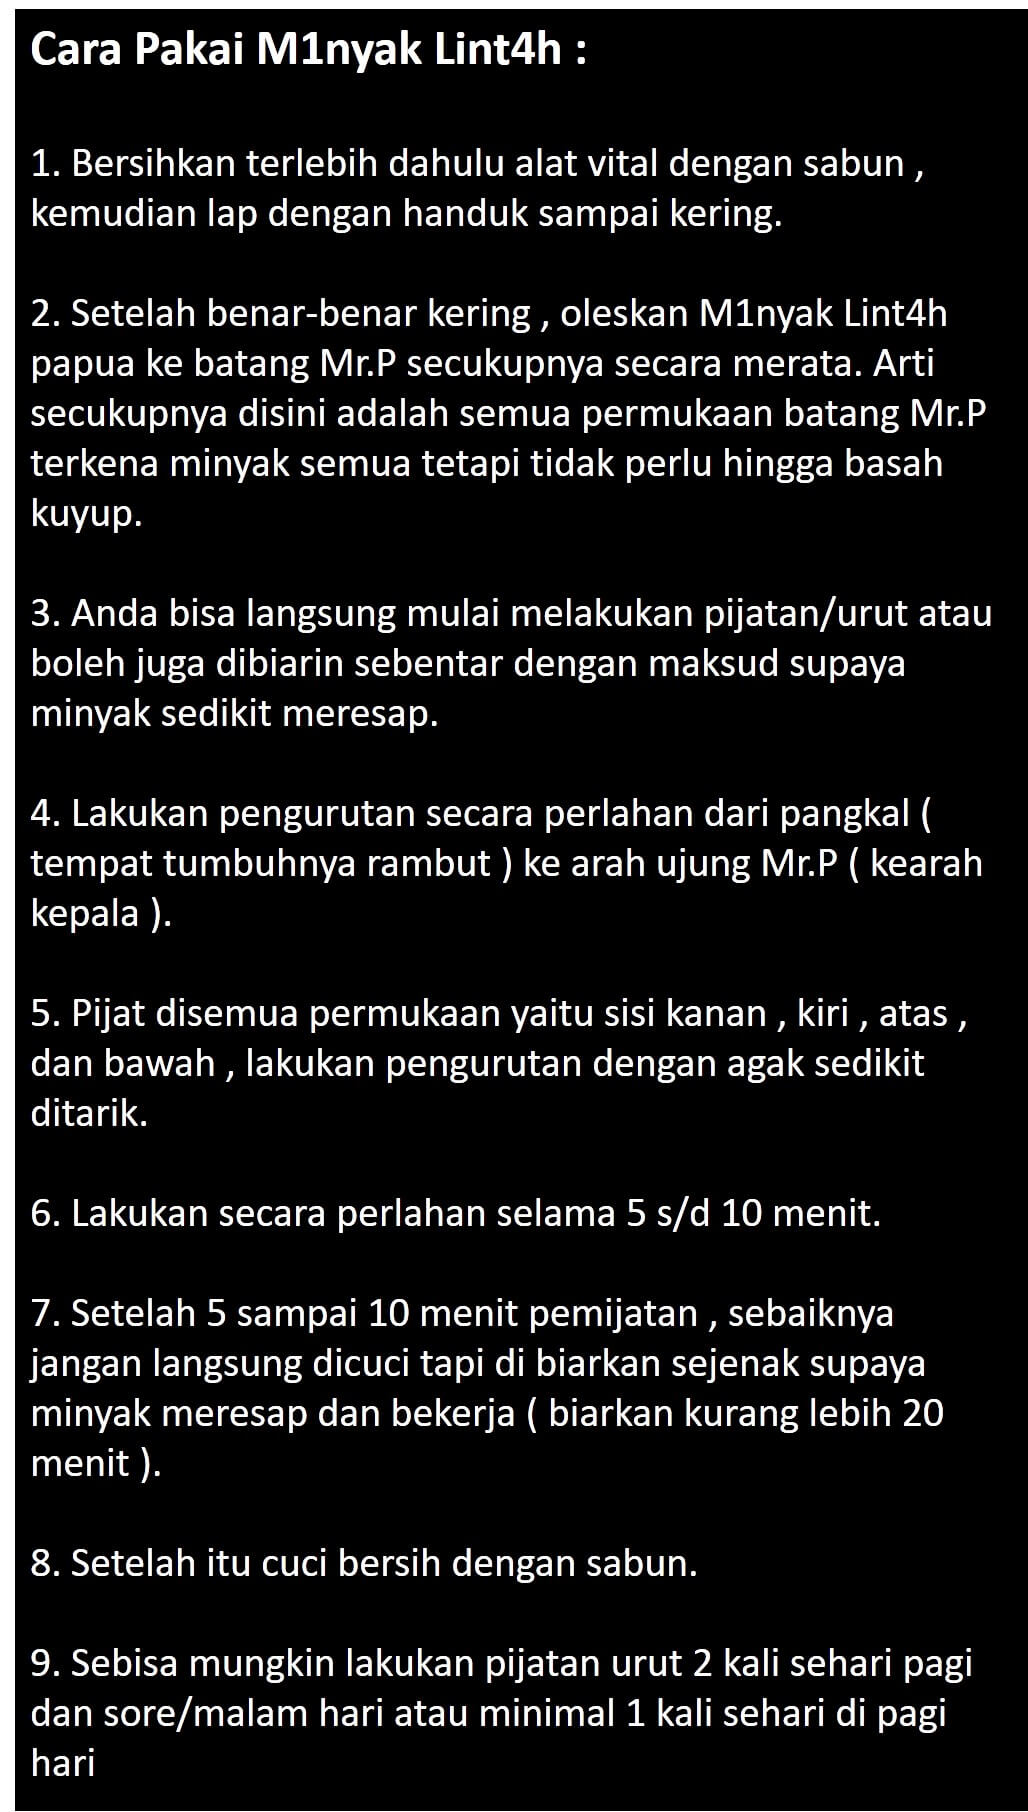 Cara Pakai M1nyak Lint4h :
1. Bersihkan terlebih dahulu alat vital dengan sabun ,
kemudian lap dengan handuk sampai kering.
2. Setelah benar-benar kering , oleskan M1nyak Lint4h
papua ke batang Mr.P secukupnya secara merata. Arti
secukupnya disini adalah semua permukaan batang Mr.P
terkena minyak semua tetapi tidak perlu hingga basah
kuyup.
3. Anda bisa langsung mulai melakukan pijatan/urut atau
boleh juga dibiarin sebentar dengan maksud supaya
minyak sedikit meresap.
4. Lakukan pengurutan secara perlahan dari pangkal (
tempat tumbuhnya rambut ) ke arah ujung Mr.P ( kearah
kepala ).
5. Pijat disemua permukaan yaitu sisi kanan , kiri , atas ,
dan bawah , lakukan pengurutan dengan agak sedikit
ditarik.
6. Lakukan secara perlahan selama 5 s/d 10 menit.
7. Setelah 5 sampai 10 menit pemijatan , sebaiknya
jangan langsung dicuci tapi di biarkan sejenak supaya
minyak meresap dan bekerja ( biarkan kurang lebih 20
menit ).
8. Setelah itu cuci bersih dengan sabun.
9. Sebisa mungkin lakukan pijatan urut 2 kali sehari pagi
dan sore/malam hari atau minimal 1 kali sehari di pagi
hari